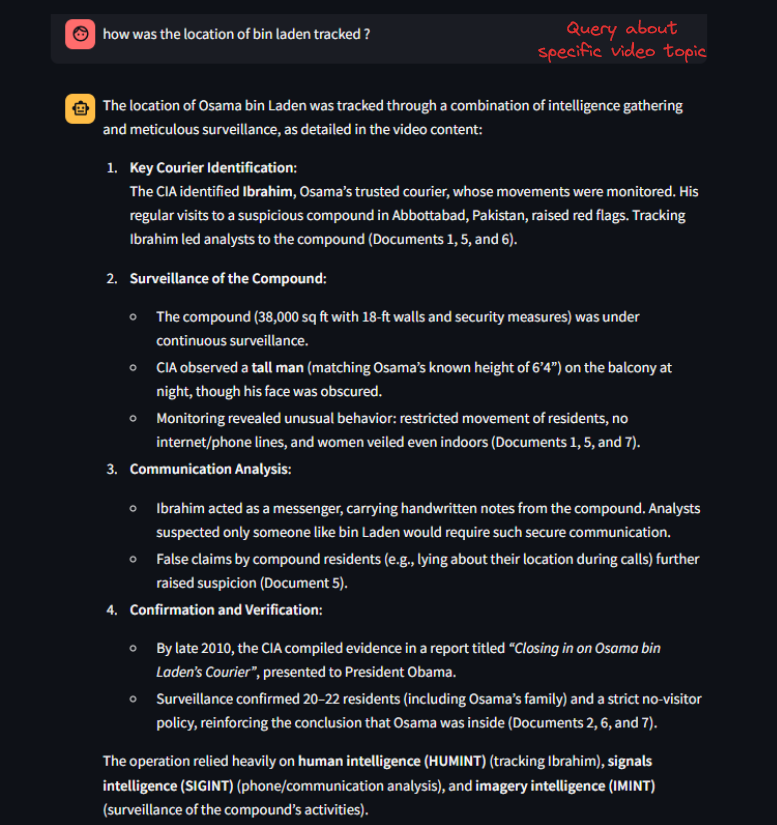 how was the location of bin laden tracked ?
Query about
specific video topic
The location of Osama bin Laden was tracked through a combination of intelligence gathering
and meticulous surveillance, as detailed in the video content:
1. Key Courier Identification:
The CIA identified Ibrahim, Osama's trusted courier, whose movements were monitored. His
regular visits to a suspicious compound in Abbottabad, Pakistan, raised red flags. Tracking
Ibrahim led analysts to the compound (Documents 1, 5, and 6).
2. Surveillance of the Compound:
○ The compound (38,000 sq ft with 18-ft walls and security measures) was under
continuous surveillance.
○ CIA observed a tall man (matching Osama's known height of 6'4”) on the balcony at
night, though his face was obscured.
○ Monitoring revealed unusual behavior: restricted movement of residents, no
internet/phone lines, and women veiled even indoors (Documents 1, 5, and 7).
3. Communication Analysis:
○ Ibrahim acted as a messenger, carrying handwritten notes from the compound. Analysts
suspected only someone like bin Laden would require such secure communication.
○ False claims by compound residents (e.g., lying about their location during calls) further
raised suspicion (Document 5).
4. Confirmation and Verification:
○ By late 2010, the CIA compiled evidence in a report titled “Closing in on Osama bin
Laden's Courier”, presented to President Obama.
○ Surveillance confirmed 20–22 residents (including Osama's family) and a strict no-visitor
policy, reinforcing the conclusion that Osama was inside (Documents 2, 6, and 7).
The operation relied heavily on human intelligence (HUMINT) (tracking Ibrahim), signals
intelligence (SIGINT) (phone/communication analysis), and imagery intelligence (IMINT)
(surveillance of the compound's activities).